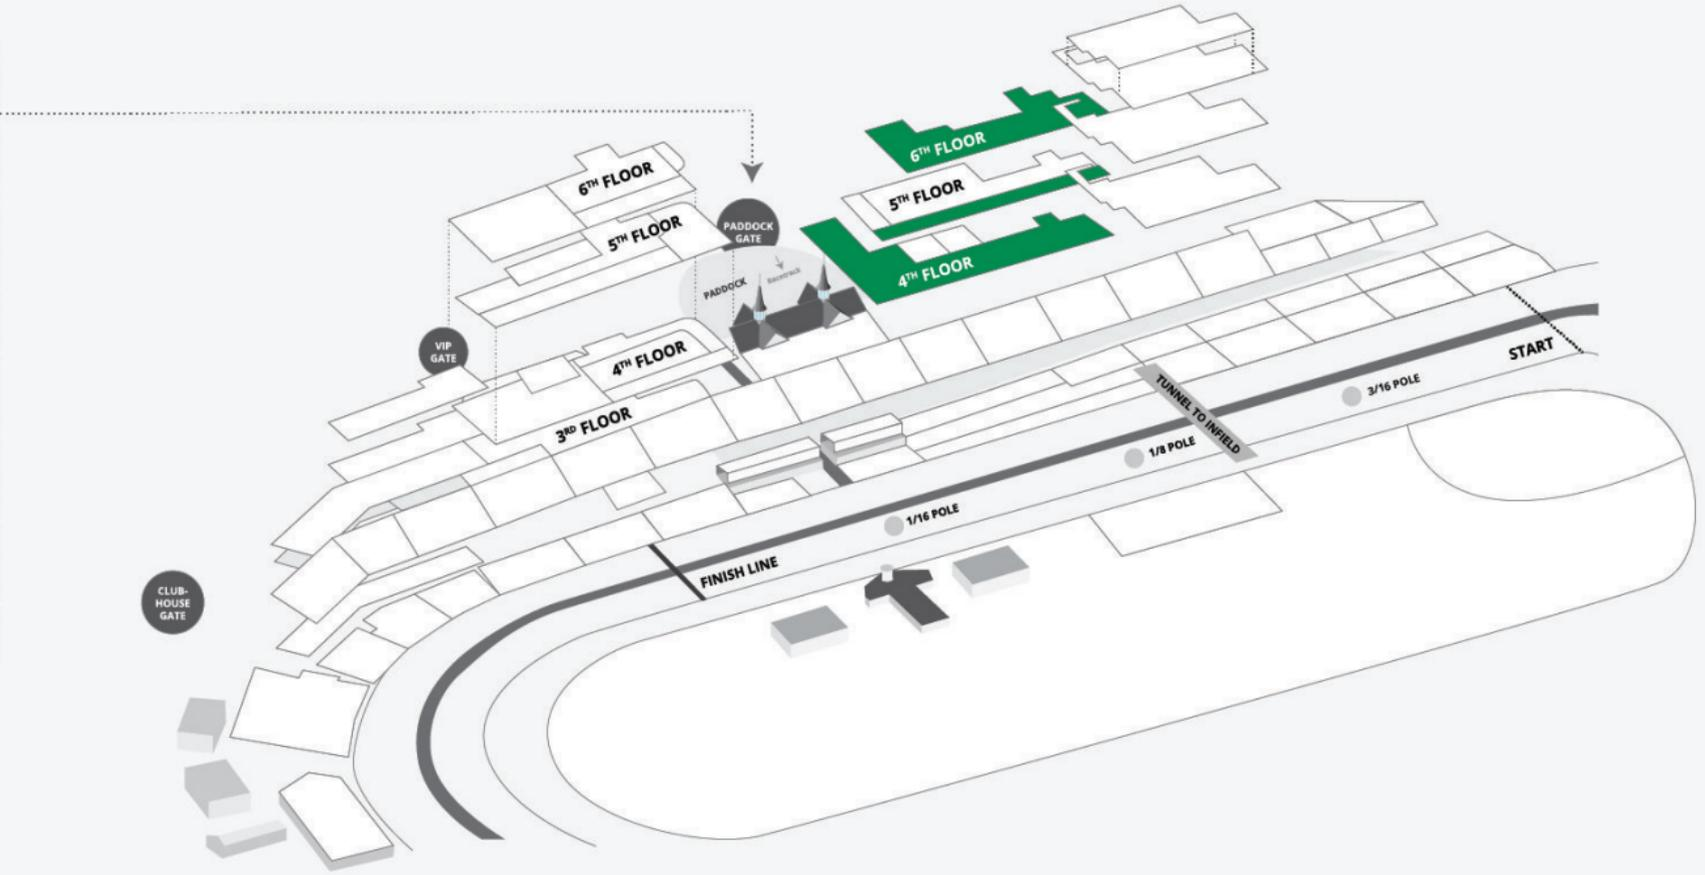 6TH FLOOR
5TH FLOOR
PADDOCK
GATE
PADDOCK
Racetrack
6TH FLOOR
5TH FLOOR
4TH FLOOR
VIP
GATE
4TH FLOOR
3RD FLOOR
START
3/16 POLE
TUNNEL TO INFIELD
1/8 POLE
1/16 POLE
FINISH LINE
CLUB-
HOUSE
GATE